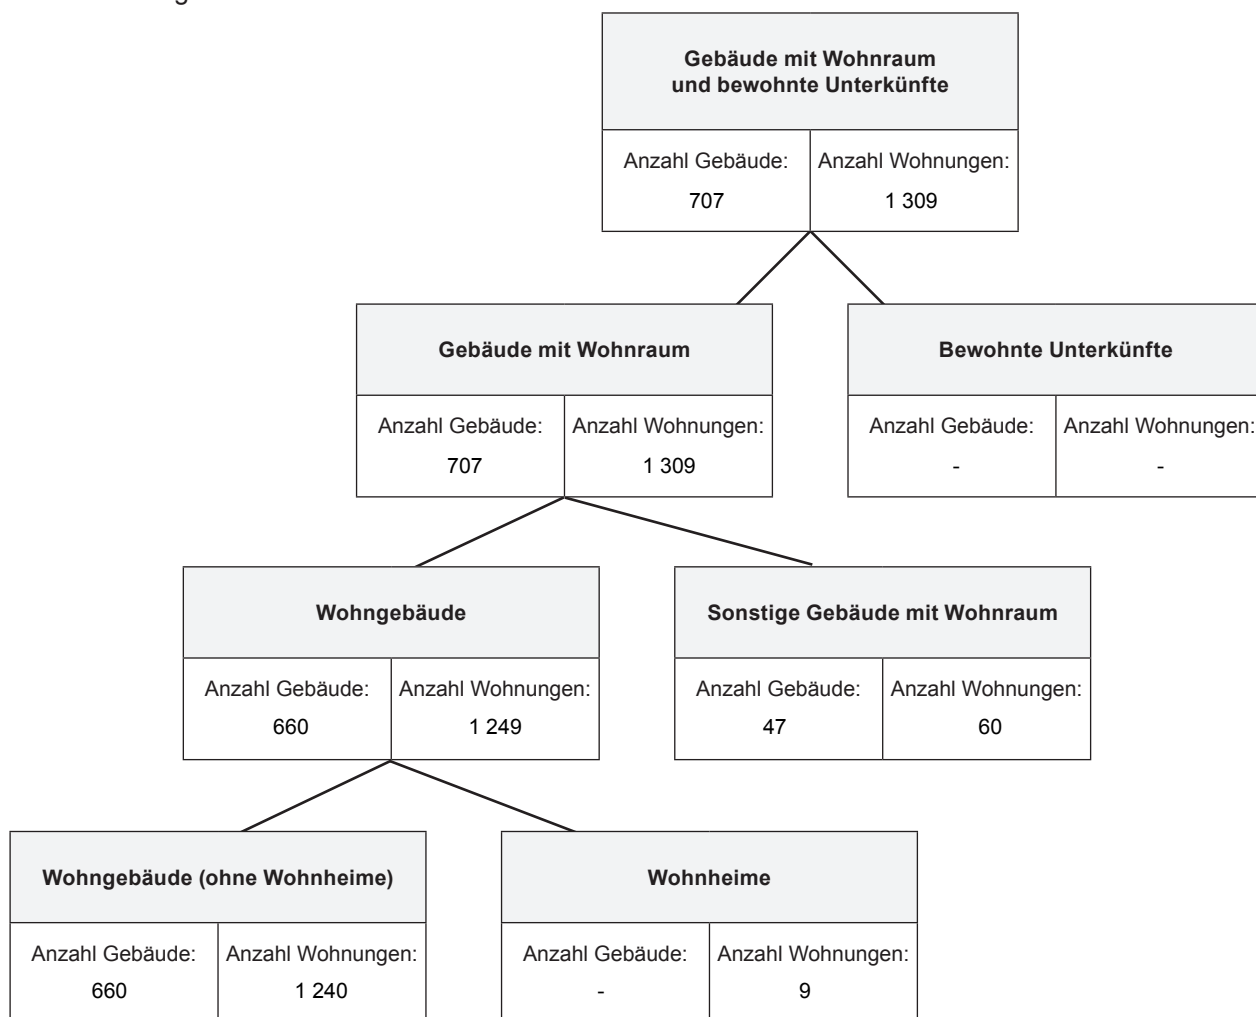 Gebäude mit Wohnraum
und bewohnte Unterkünfte
Anzahl Gebäude: Anzahl Wohnungen:
707 1 309
Gebäude mit Wohnraum
Anzahl Gebäude: Anzahl Wohnungen:
707 1 309
Bewohnte Unterkünfte
Anzahl Gebäude: Anzahl Wohnungen:
- -
Wohngebäude
Anzahl Gebäude: Anzahl Wohnungen:
660 1 249
Sonstige Gebäude mit Wohnraum
Anzahl Gebäude: Anzahl Wohnungen:
47 60
Wohngebäude (ohne Wohnheime)
Anzahl Gebäude: Anzahl Wohnungen:
660 1 240
Wohnheime
Anzahl Gebäude: Anzahl Wohnungen:
- 9